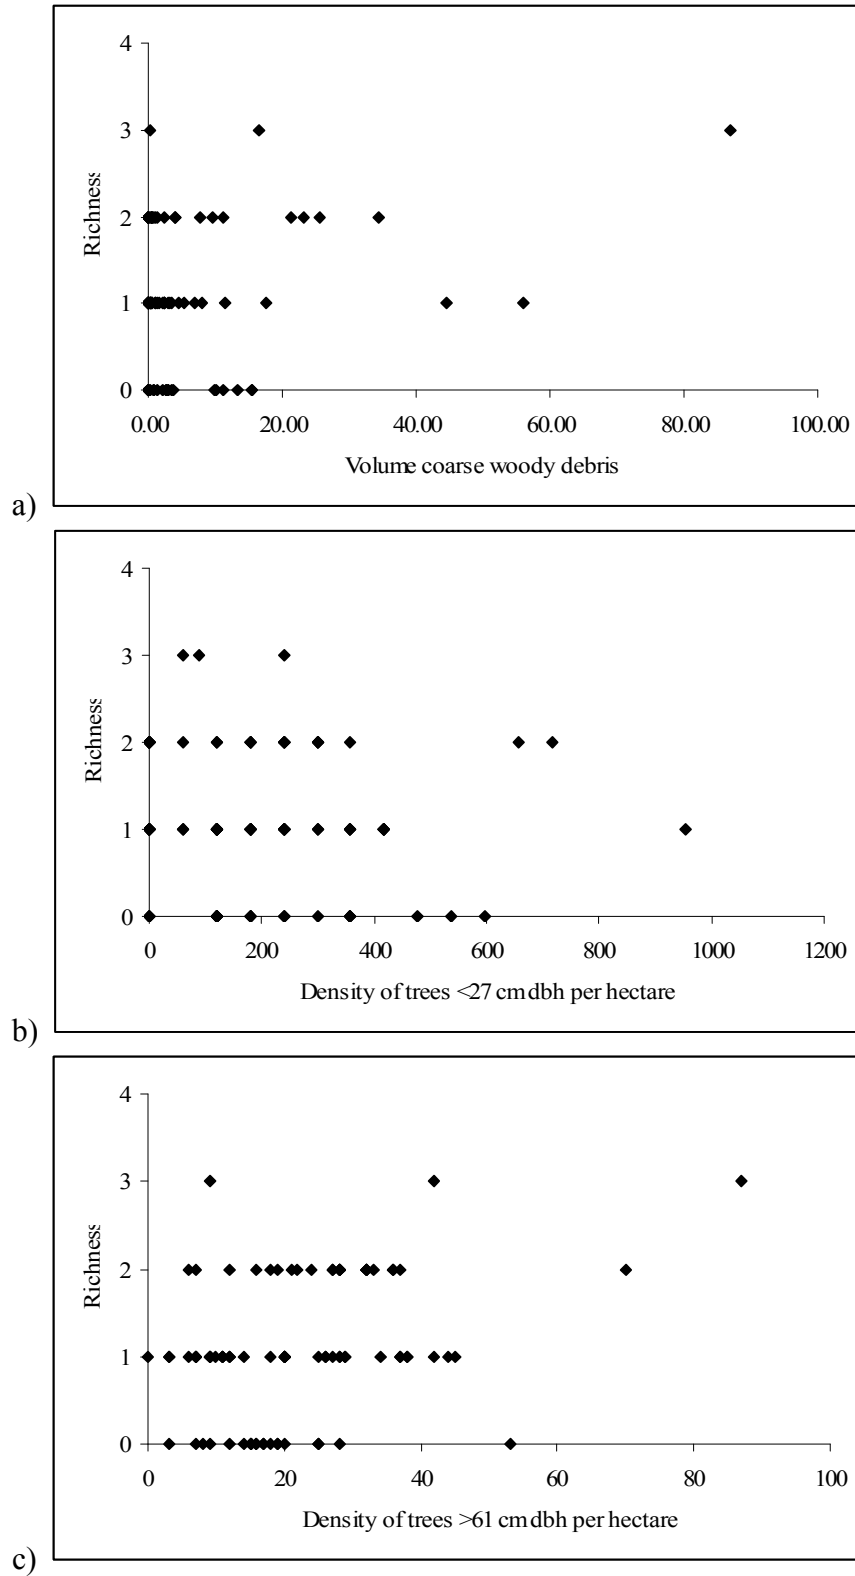 4
3
2
1
0
Richness
0.00 20.00 40.00 60.00 80.00 100.00
Volume coarse woody debris
a)
4
3
2
1
0
Richness
0 200 400 600 800 1000 1200
Density of trees <27 cm dbh per hectare
b)
4
3
2
1
0
Richness
0 20 40 60 80 100
Density of trees >61 cm dbh per hectare
c)